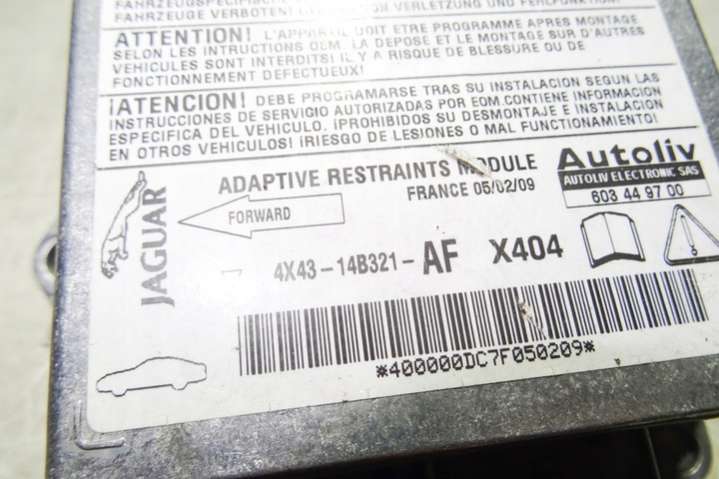 FAHRZEUGE VERBOTEN!
ATTENTION! L'APPAREIL DOIT ETRE PROGRAMME APRES MONTAGE
SELON LES INTRUCTIONS OEM. LA DEPOSE ET LE MONTAGE SUR D'AUTRES
VEHICULES SONT INTERDITS! IL Y A RISQUE DE BLESSURE OU DE
FONCTIONNEMENT DEFECTUEUX!
¡ATENCION! DEBE PROGRAMARSE TRAS SU INSTALACION SEGUN LAS
INSTRUCCIONES DE SERVICIO AUTORIZADAS POR EOM.CONTIENE INFORMACION
ESPECIFICA DEL VEHICULO. ¡PROHIBIDOS SU DESMONTAJE E INSTALACION
EN OTROS VEHICULOS! ¡RIESGO DE LESIONES O MAL FUNCTIONAMIENTO!
ADAPTIVE RESTRAINTS MODULE
FRANCE 05/02/09
Autoliv
AUTOLIV ELECTRONIC SAS
603 44 97 00
JAGUAR
FORWARD
4X43-14B321-AF X404
*400000DC7F050209*